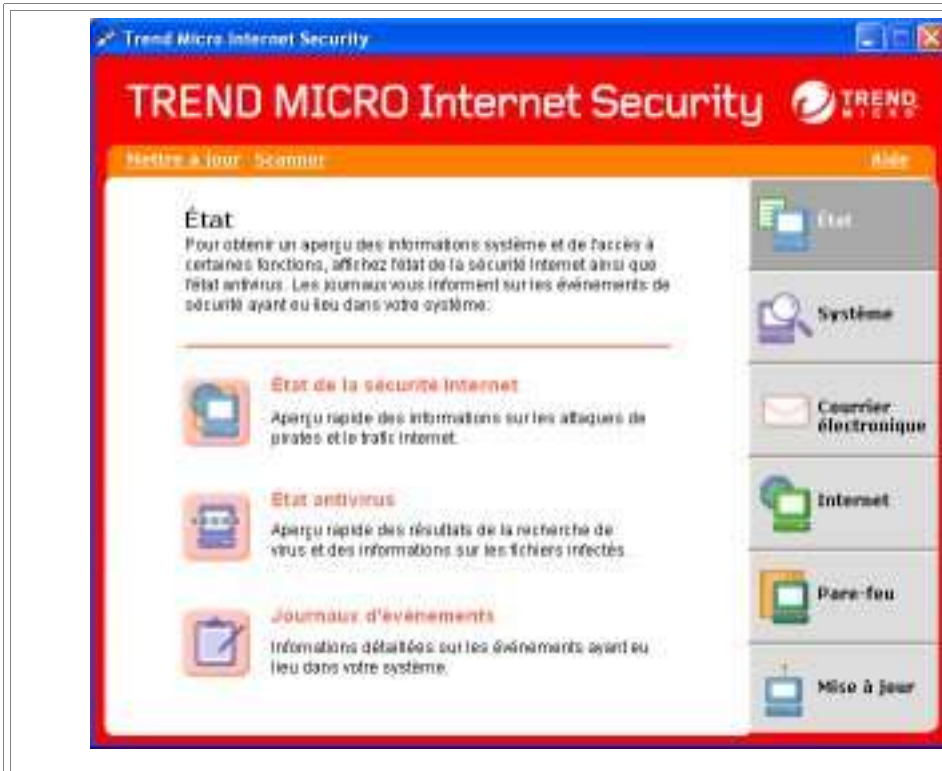 Trend Micro Internet Security
TREND MICRO Internet Security
TREND
MICRO
Mettre à jour Scanner
Aide
État
Pour obtenir un aperçu des informations système et de l'accès à
certaines fonctions, affichez l'état de la sécurité Internet ainsi que
l'état antivirus. Les journaux vous informent sur les événements de
sécurité ayant eu lieu dans votre système.
État de la sécurité Internet
Aperçu rapide des informations sur les attaques de
pirates et le trafic Internet.
État antivirus
Aperçu rapide des résultats de la recherche de
virus et des informations sur les fichiers infectés.
Journaux d'événements
Infomations détaillées sur les événements ayant eu
lieu dans votre système.
État
Système
Courrier
électronique
Internet
Pare-feu
Mise à jour